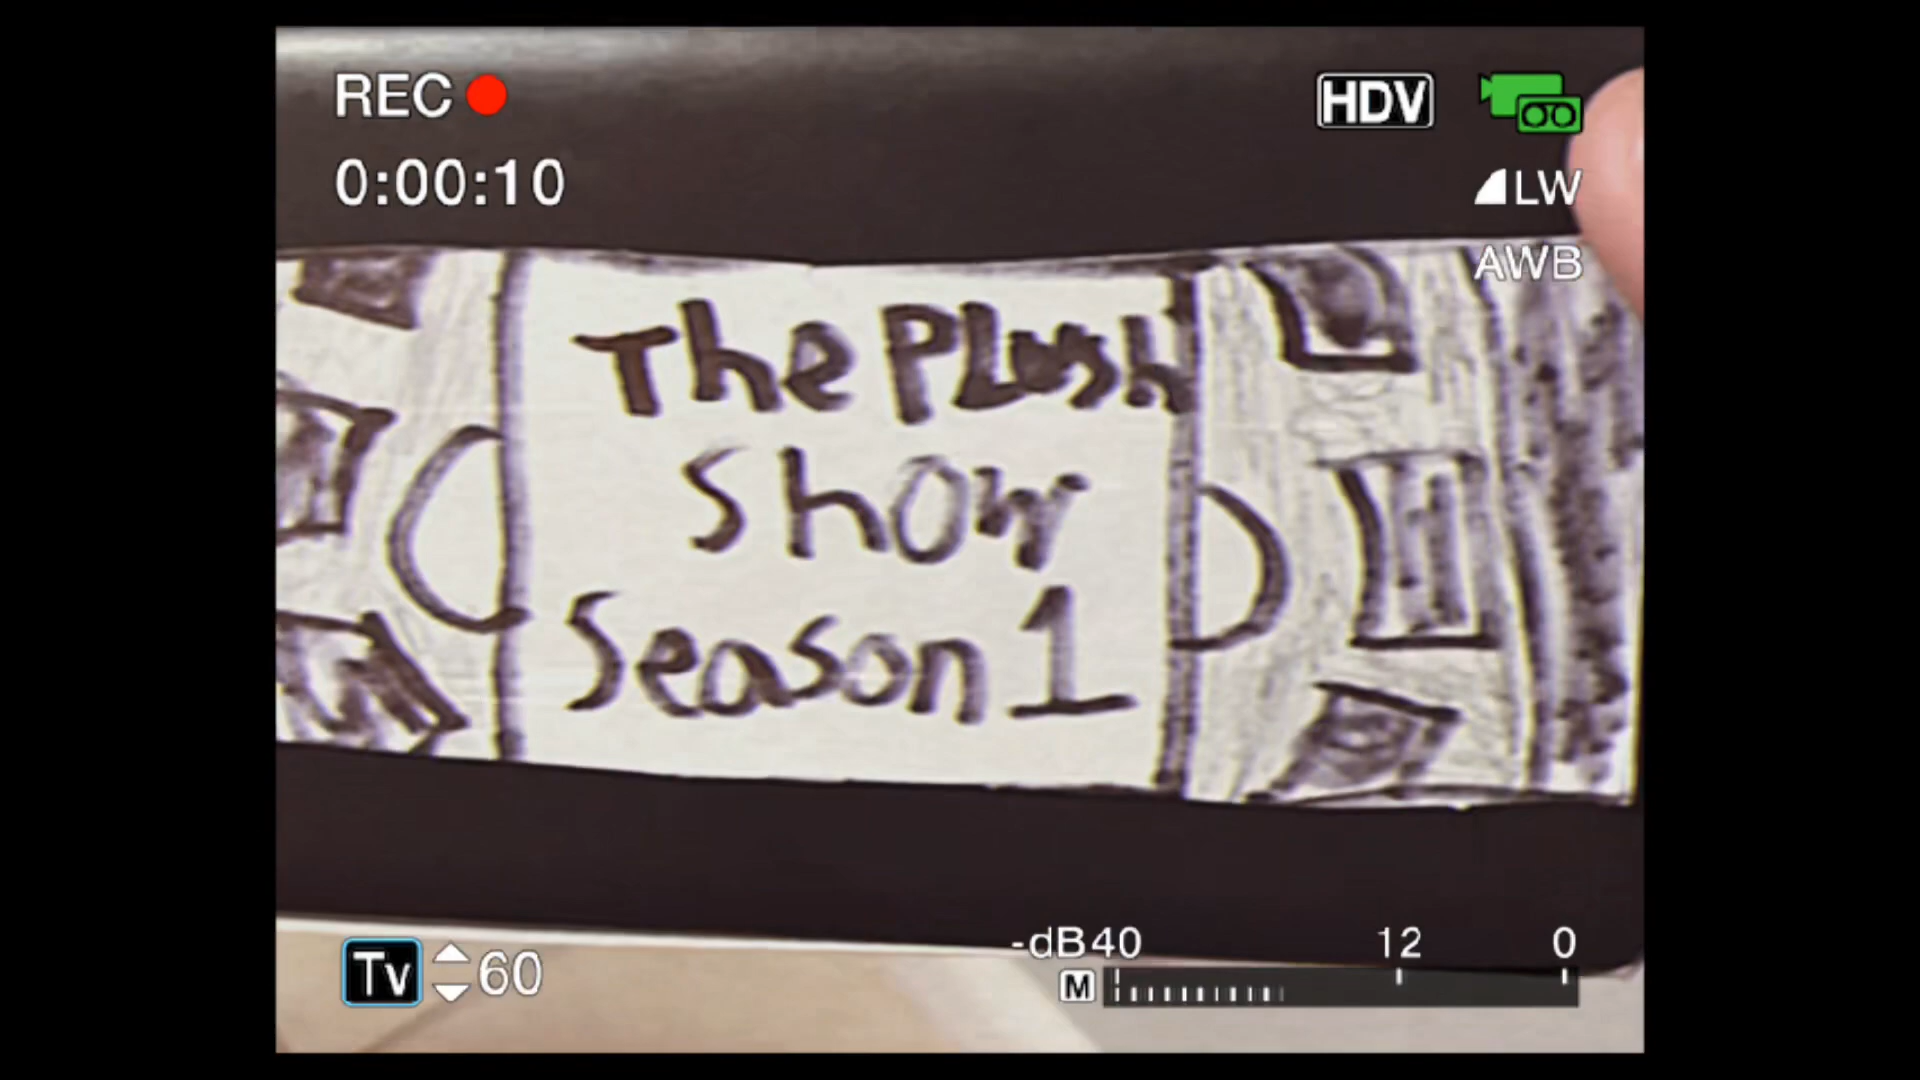 REC
HDV
0:00:10
LW
AWB
The Plush
Show
Season 1
-dB40 12 0
M
Tv 60